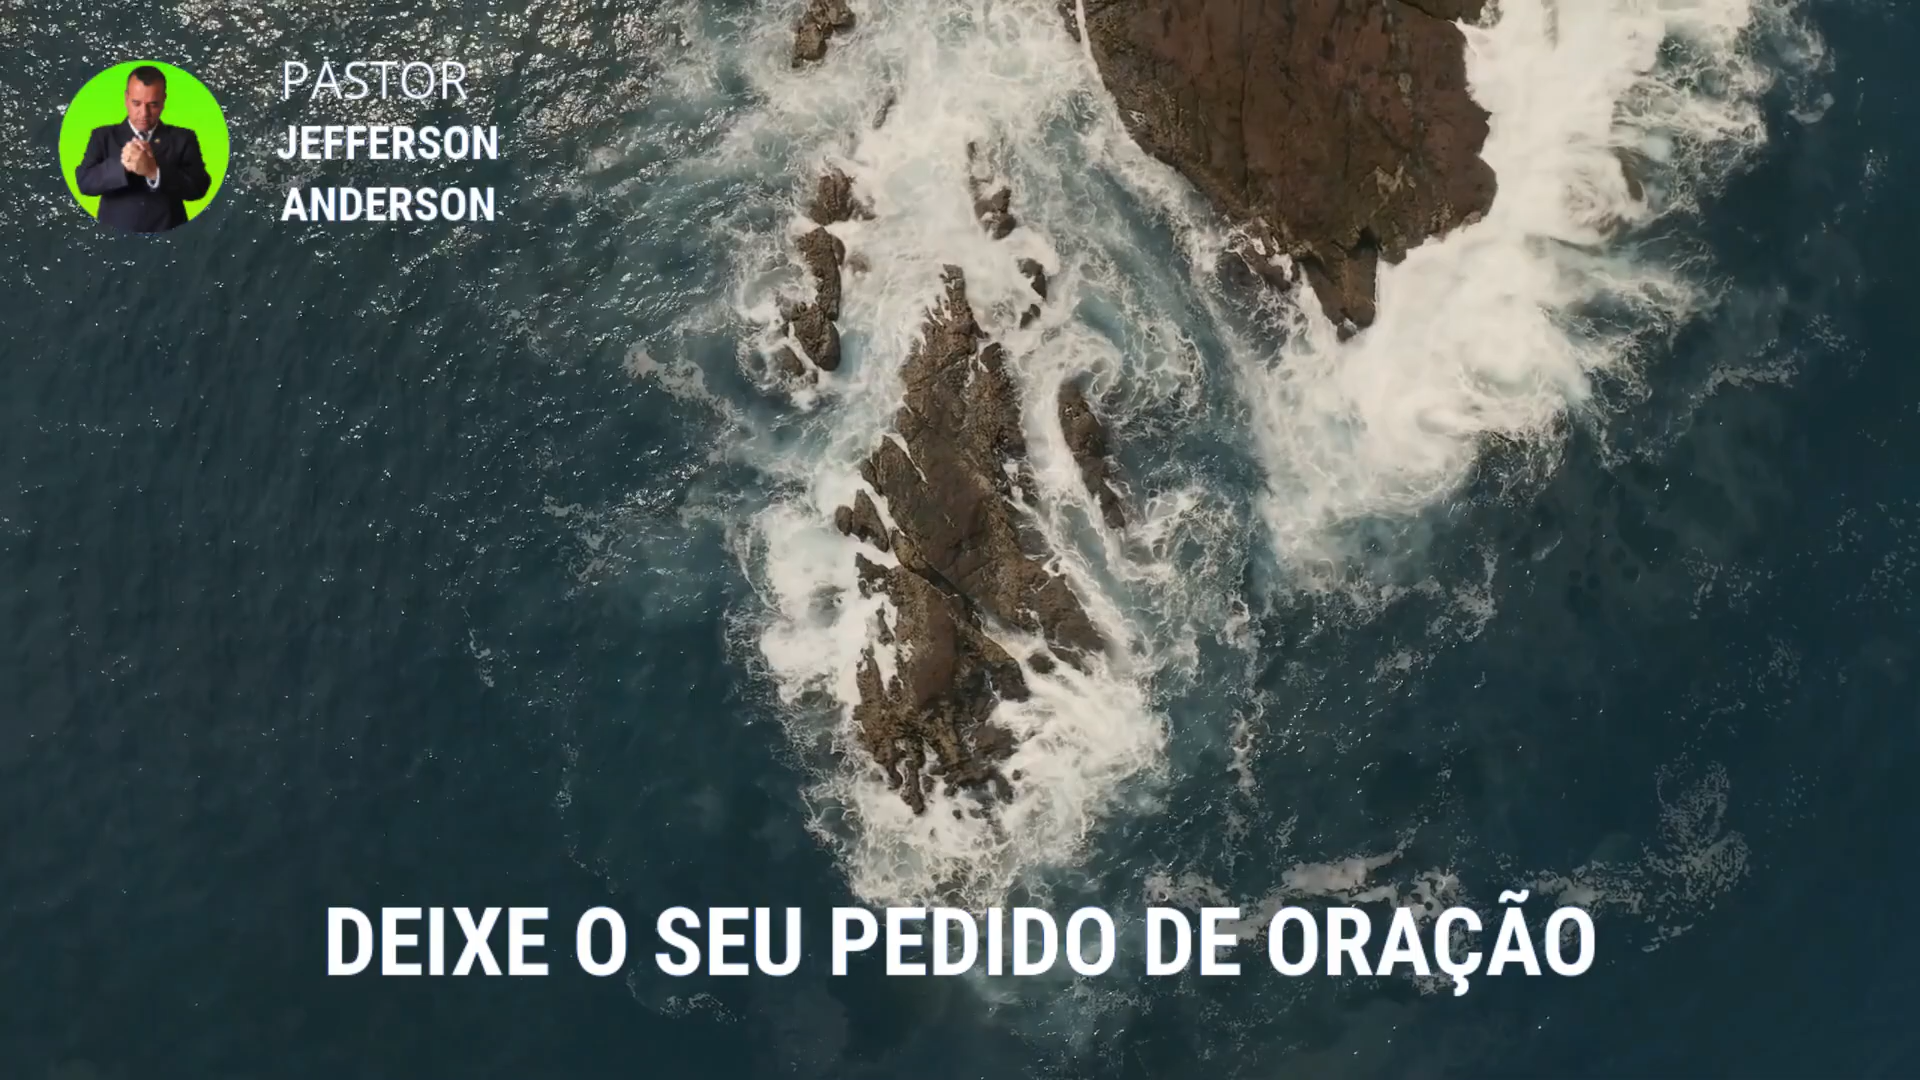 PASTOR
JEFFERSON
ANDERSON
DEIXE O SEU PEDIDO DE ORAÇÃO